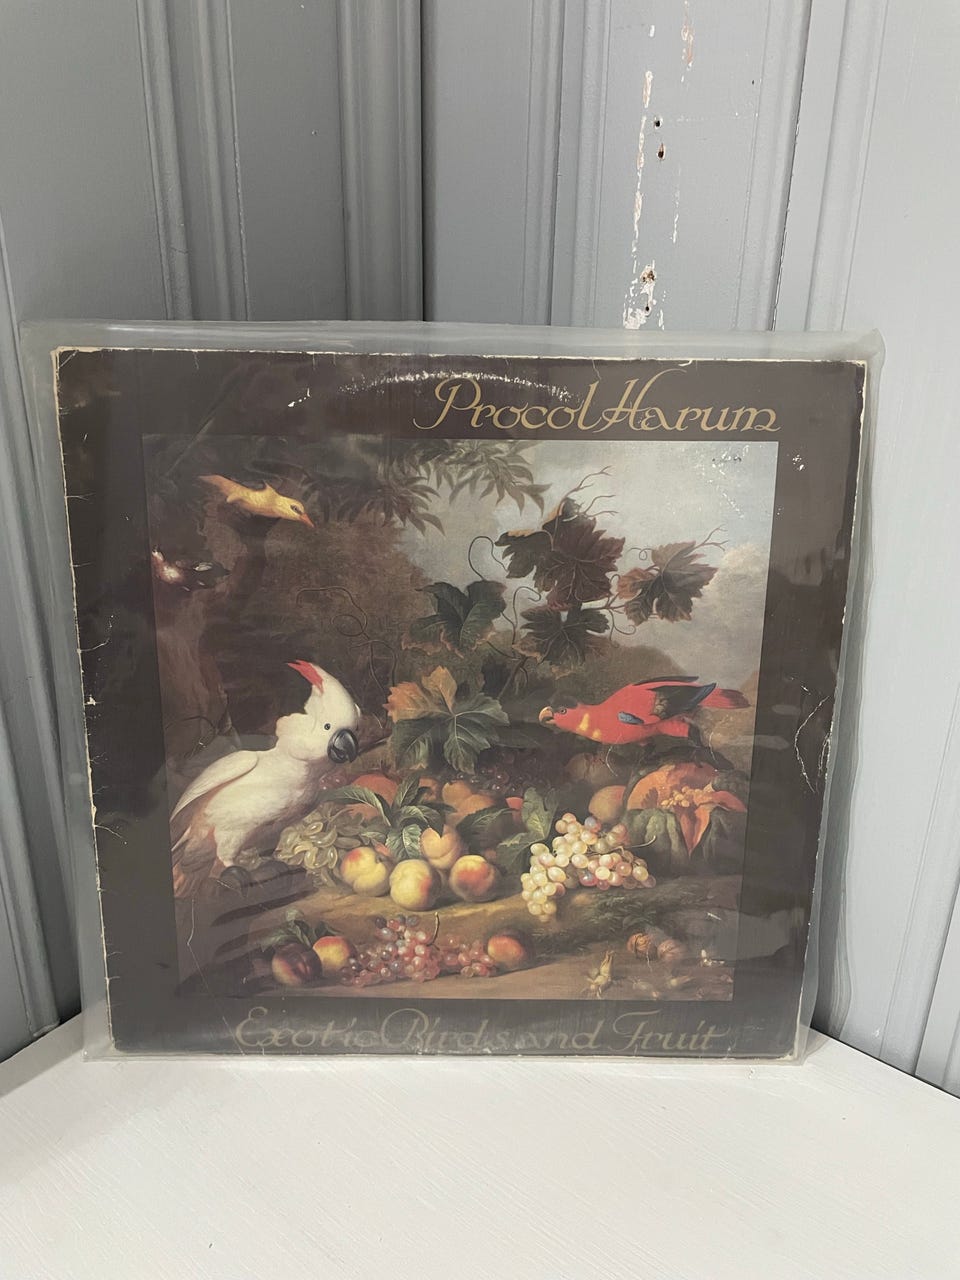 Procol Harum
Exotic Birds and Fruit